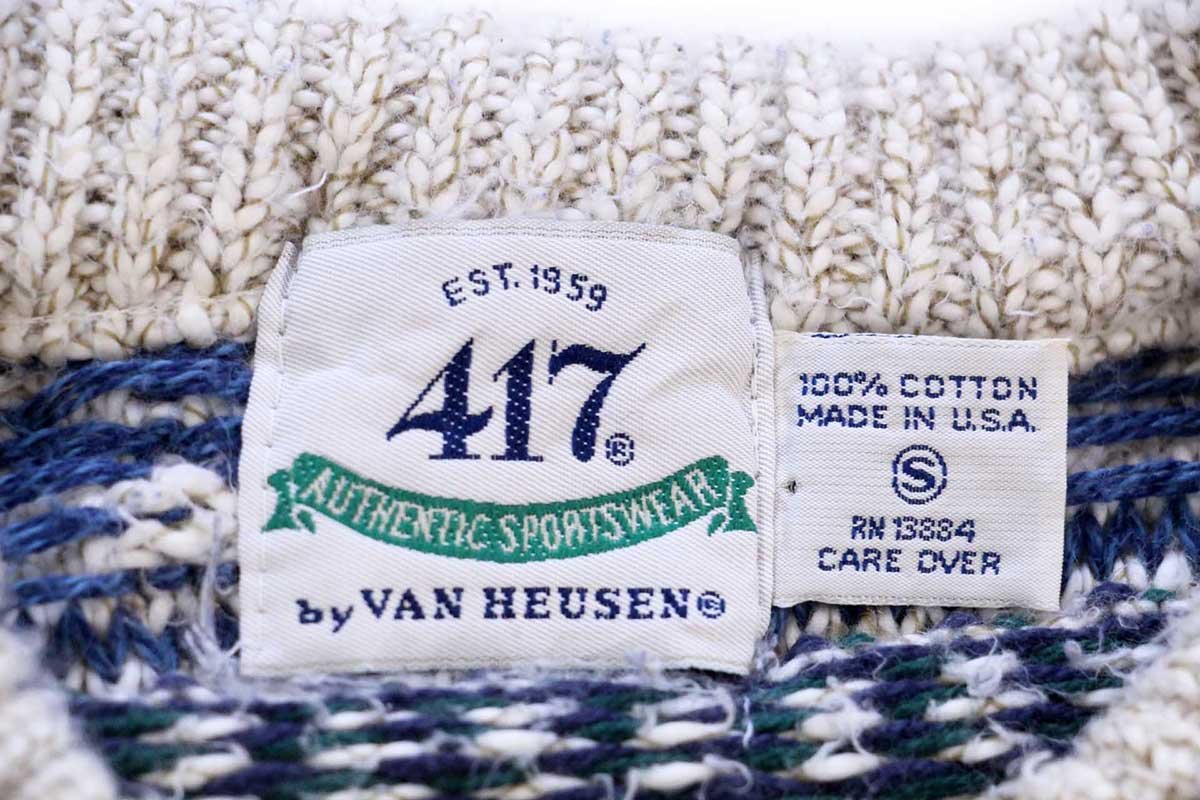 EST. 1959
417®
AUTHENTIC SPORTSWEAR
by VAN HEUSEN®
100% COTTON
MADE IN U.S.A.
S
RN 13884
CARE OVER